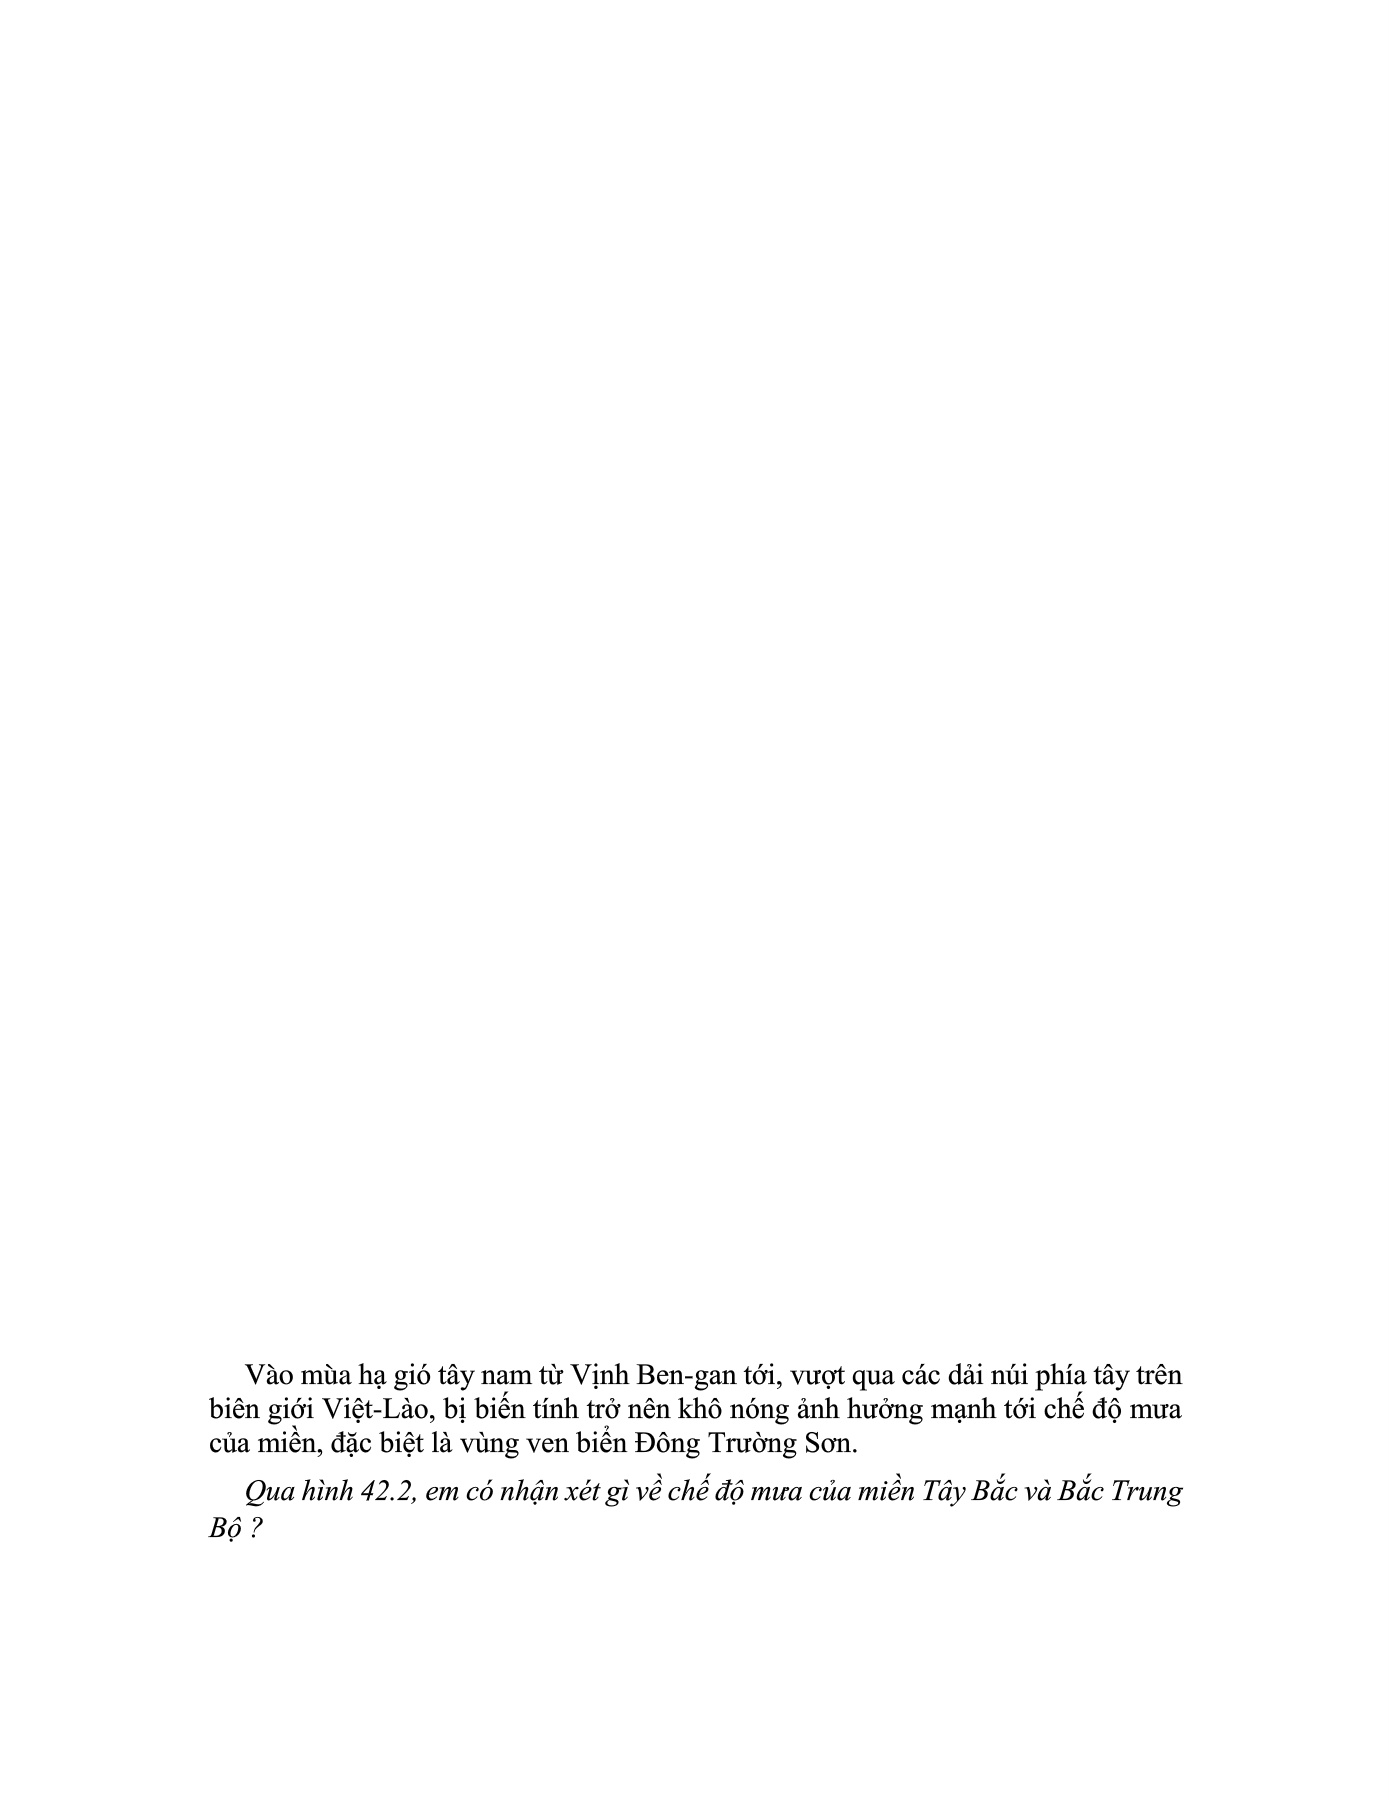 Vào mùa hạ gió tây nam từ Vịnh Ben-gan tới, vượt qua các dải núi phía tây trên
biên giới Việt-Lào, bị biến tính trở nên khô nóng ảnh hưởng mạnh tới chế độ mưa
của miền, đặc biệt là vùng ven biển Đông Trường Sơn.
Qua hình 42.2, em có nhận xét gì về chế độ mưa của miền Tây Bắc và Bắc Trung
Bộ ?